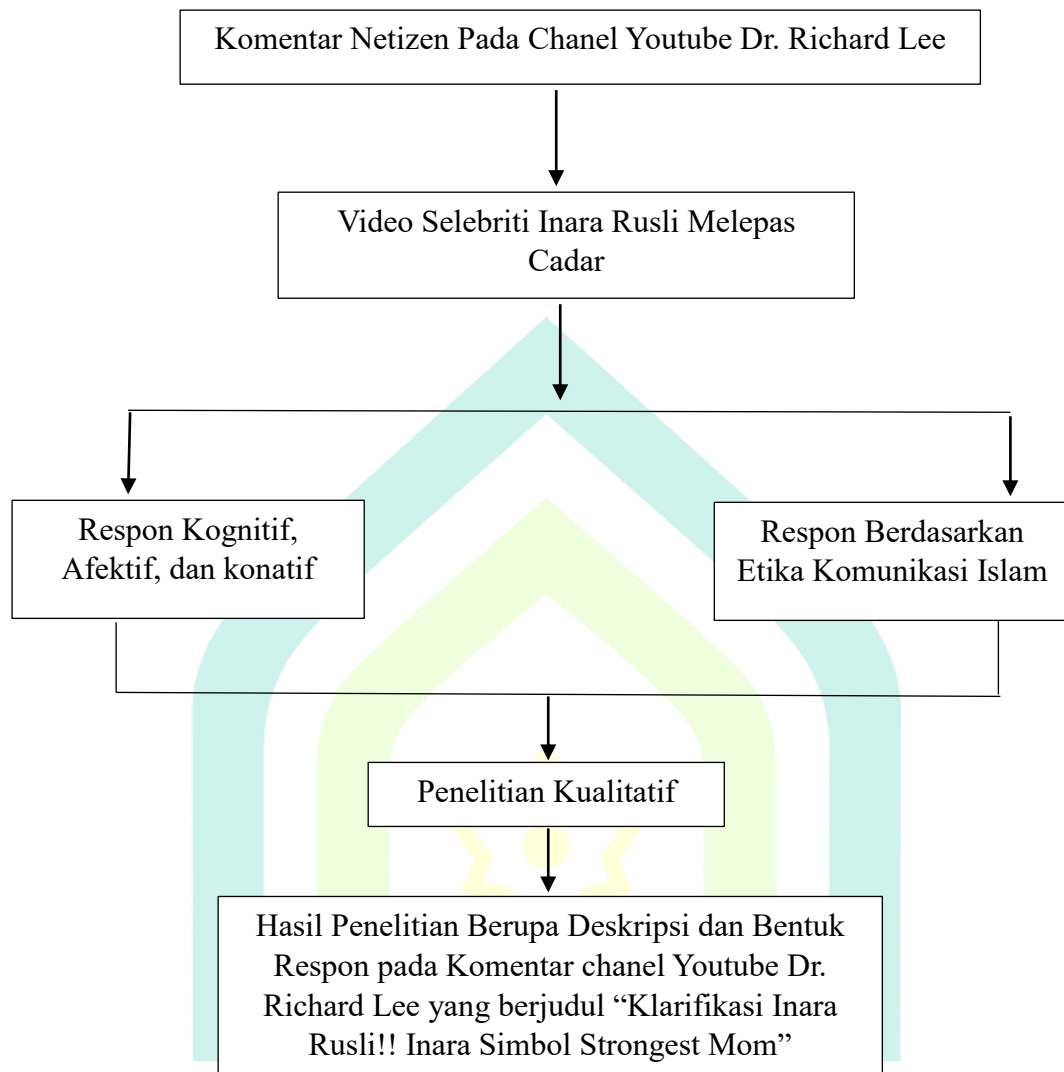 Komentar Netizen Pada Chanel Youtube Dr. Richard Lee
Video Selebriti Inara Rusli Melepas
Cadar
Respon Kognitif,
Afektif, dan konatif
Respon Berdasarkan
Etika Komunikasi Islam
Penelitian Kualitatif
Hasil Penelitian Berupa Deskripsi dan Bentuk
Respon pada Komentar chanel Youtube Dr.
Richard Lee yang berjudul “Klarifikasi Inara
Rusli!! Inara Simbol Strongest Mom”